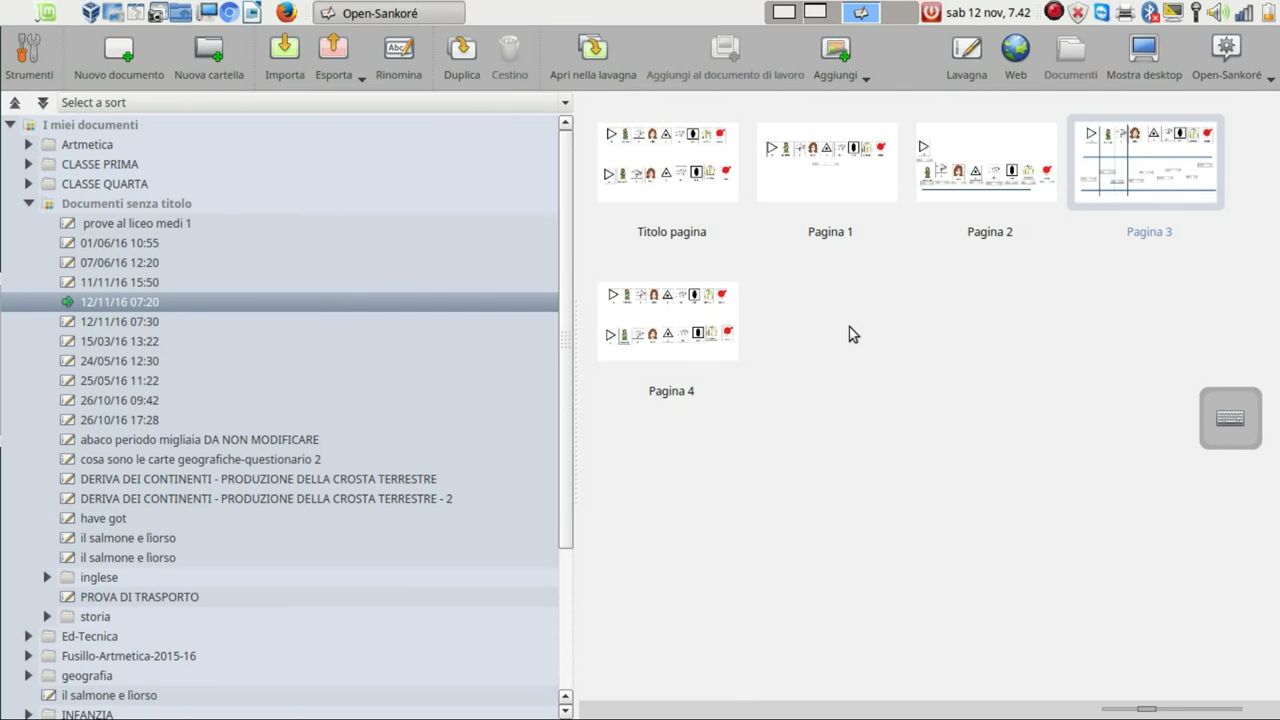 Open-Sankoré
sab 12 nov, 7.42
Strumenti
Nuovo documento
Nuova cartella
Importa
Esporta
Rinomina
Duplica
Cestino
Apri nella lavagna
Aggiungi al documento di lavoro
Aggiungi
Lavagna
Web
Documenti
Mostra desktop
Open-Sankoré
Abc
Select a sort
I miei documenti
Artmetica
CLASSE PRIMA
CLASSE QUARTA
Documenti senza titolo
prove al liceo medi 1
01/06/16 10:55
07/06/16 12:20
11/11/16 15:50
12/11/16 07:20
12/11/16 07:30
15/03/16 13:22
24/05/16 12:30
25/05/16 11:22
26/10/16 09:42
26/10/16 17:28
abaco periodo migliaia DA NON MODIFICARE
cosa sono le carte geografiche-questionario 2
DERIVA DEI CONTINENTI - PRODUZIONE DELLA CROSTA TERRESTRE
DERIVA DEI CONTINENTI - PRODUZIONE DELLA CROSTA TERRESTRE - 2
have got
il salmone e lìorso
il salmone e lìorso
inglese
PROVA DI TRASPORTO
storia
Ed-Tecnica
Fusillo-Artmetica-2015-16
geografia
il salmone e lìorso
INFANZIA
Titolo pagina
Pagina 1
Pagina 2
Pagina 3
Pagina 4